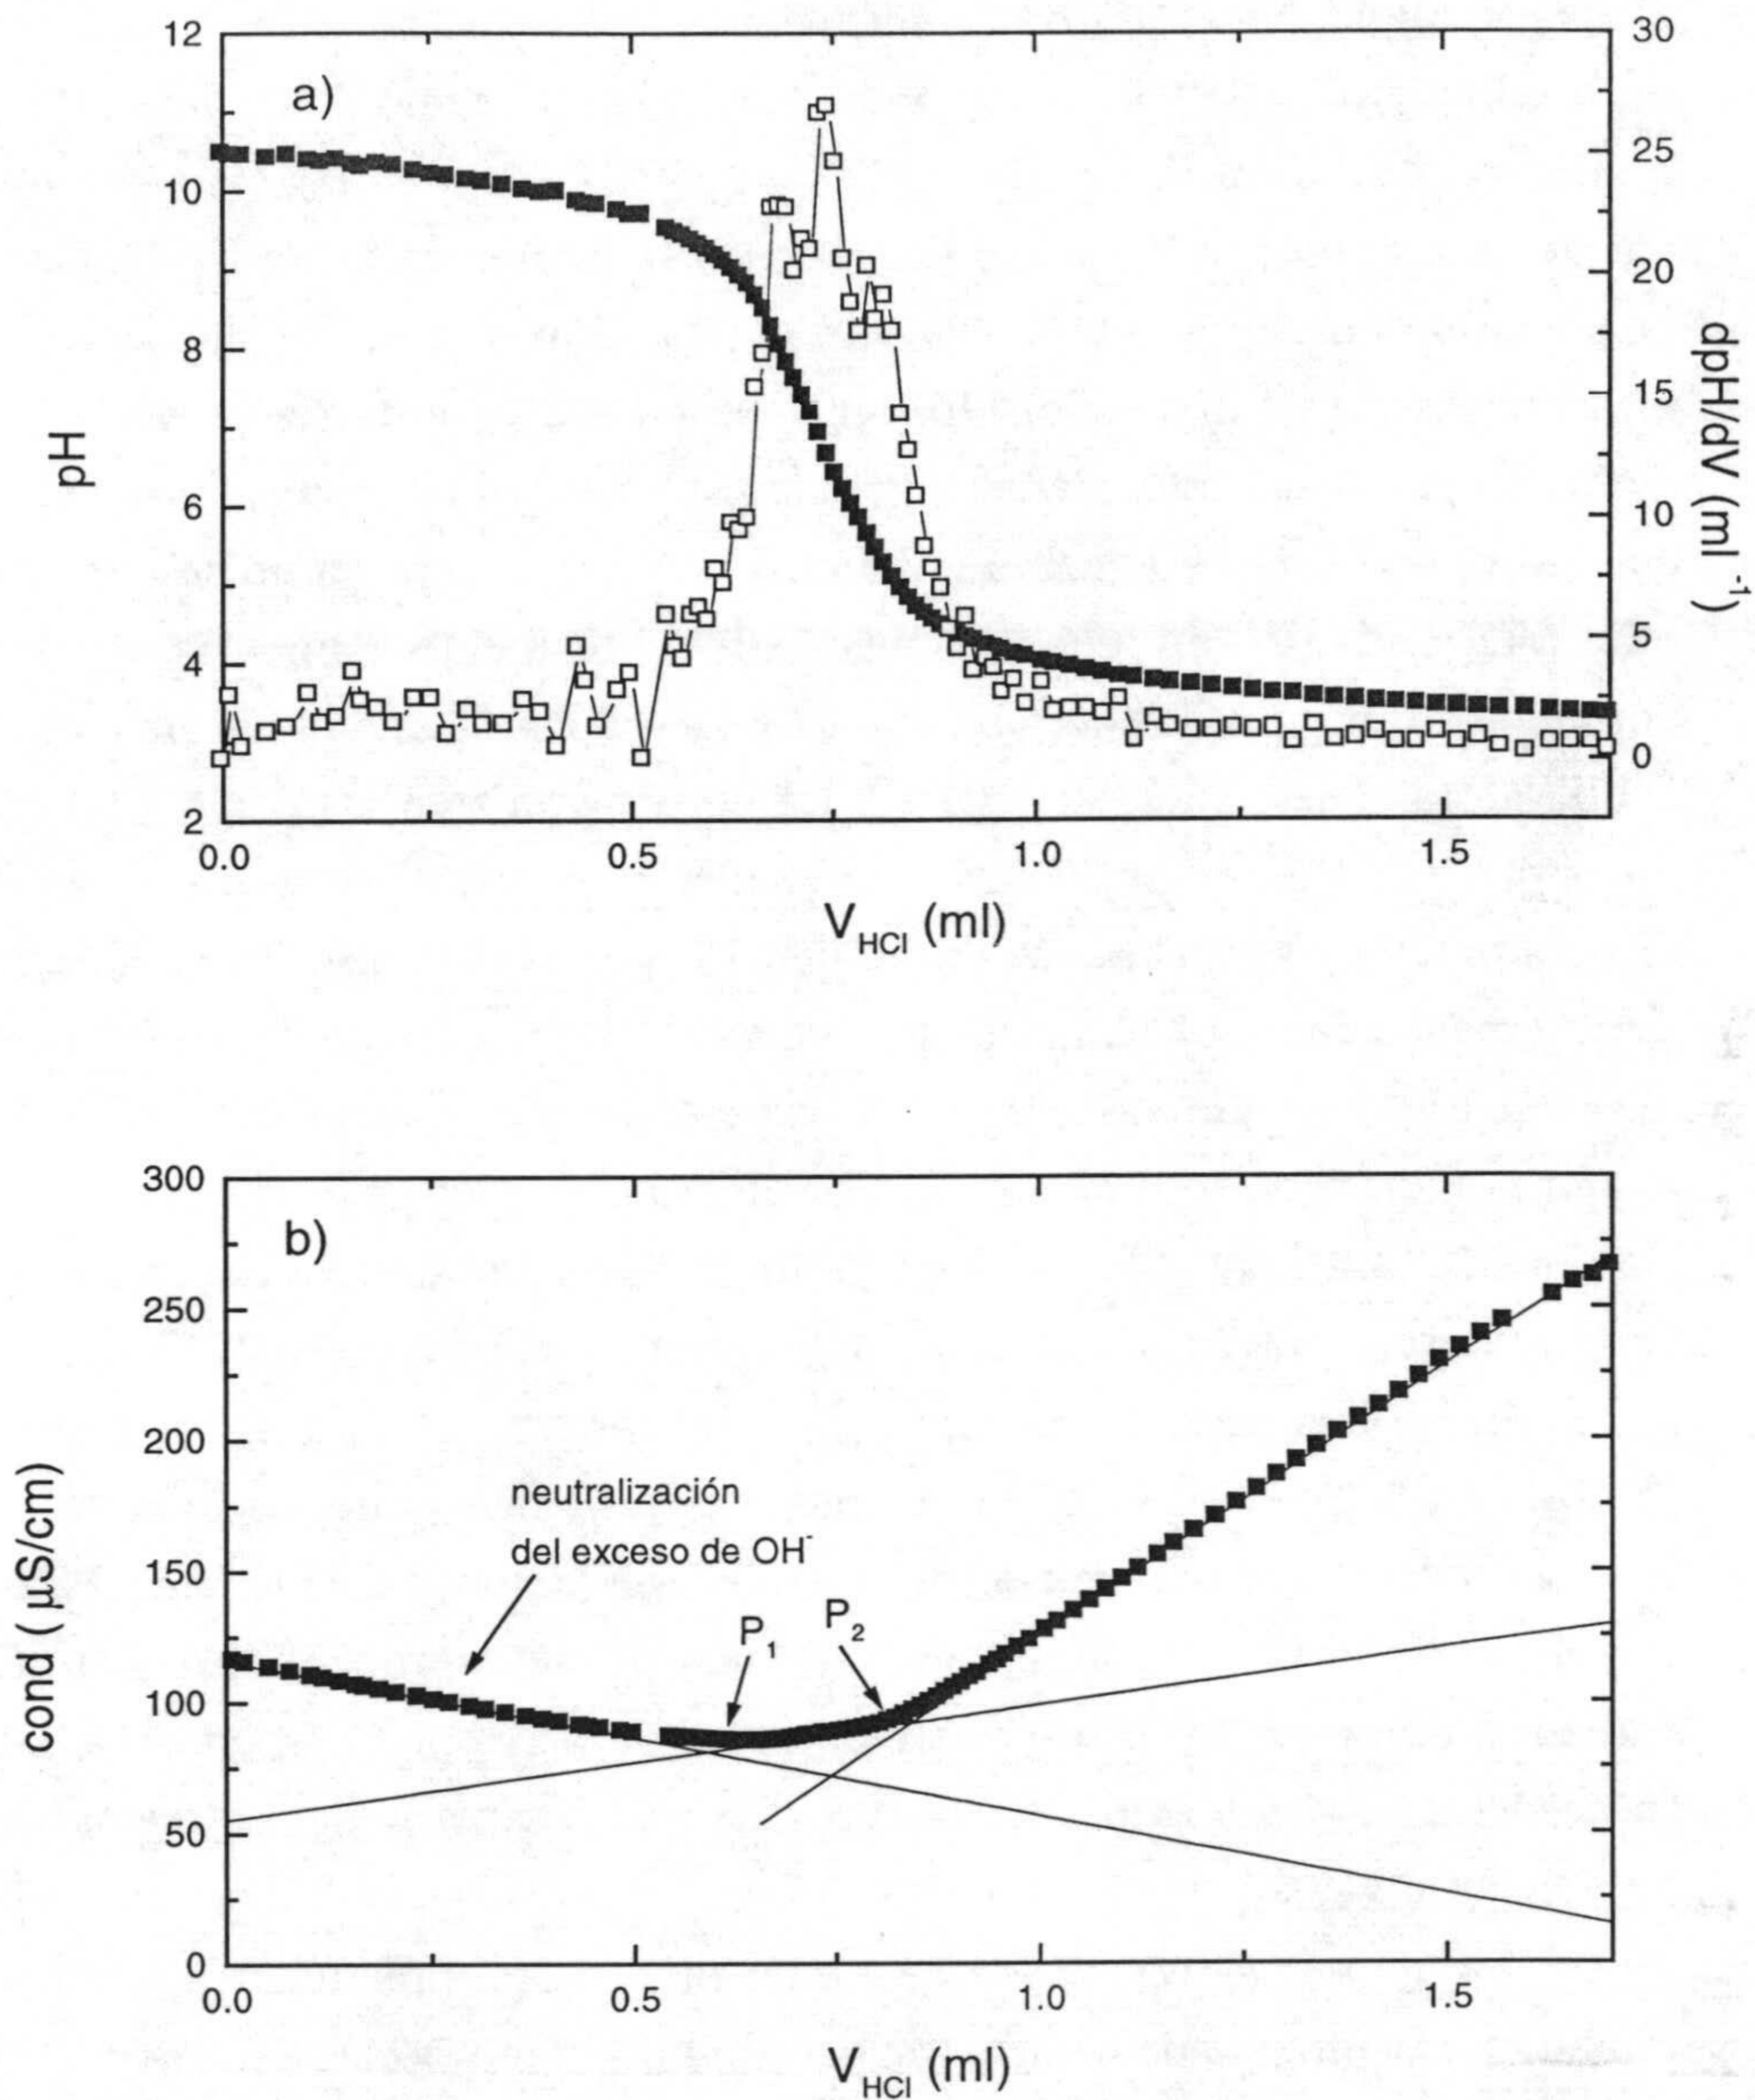 a)
12
10
8
6
4
2
pH
30
25
20
15
10
5
0
dpH/dV (ml -1)
0.0 0.5 1.0 1.5
V HCl (ml)
b)
300
250
200
150
100
50
0
cond ( µS/cm)
neutralización
del exceso de OH-
P1
P2
0.0 0.5 1.0 1.5
V HCl (ml)